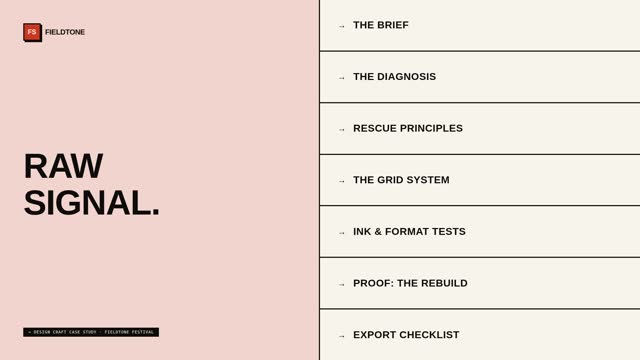 FS FIELDTONE
RAW
SIGNAL.
→ DESIGN CRAFT CASE STUDY · FIELDTONE FESTIVAL
→ THE BRIEF
→ THE DIAGNOSIS
→ RESCUE PRINCIPLES
→ THE GRID SYSTEM
→ INK & FORMAT TESTS
→ PROOF: THE REBUILD
→ EXPORT CHECKLIST